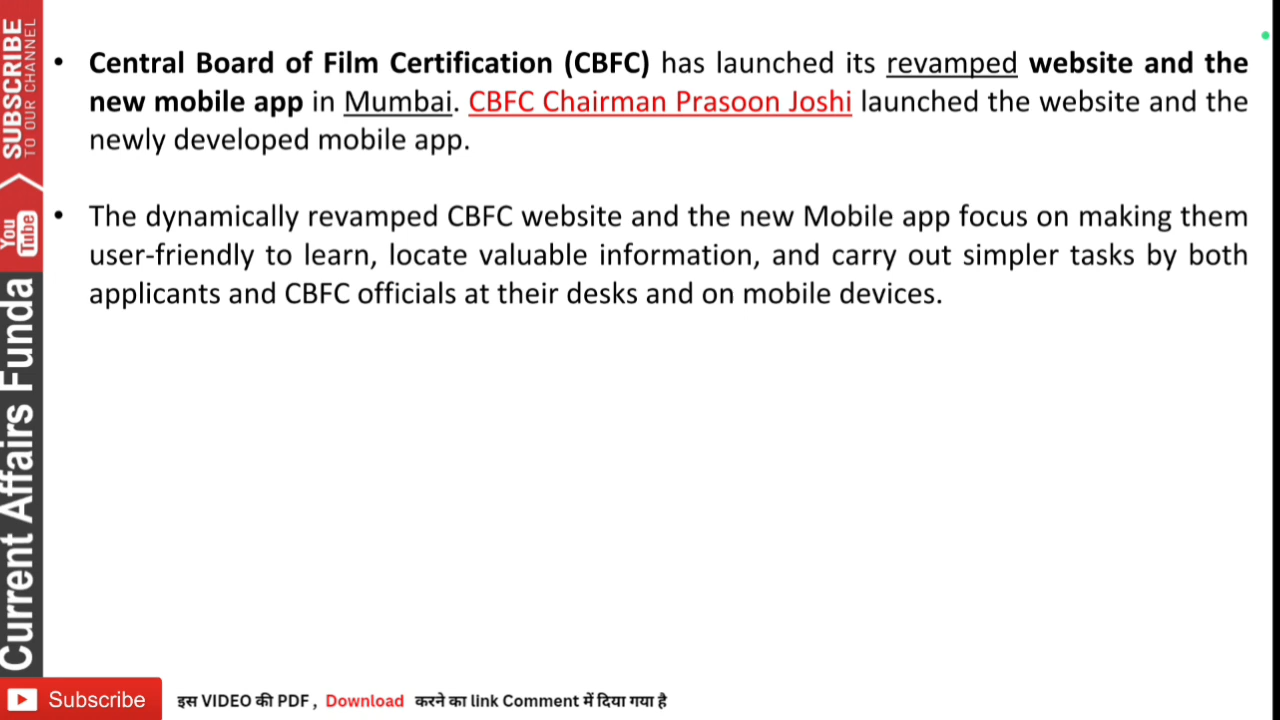 • Central Board of Film Certification (CBFC) has launched its revamped website and the
new mobile app in Mumbai. CBFC Chairman Prasoon Joshi launched the website and the
newly developed mobile app.
• The dynamically revamped CBFC website and the new Mobile app focus on making them
user-friendly to learn, locate valuable information, and carry out simpler tasks by both
applicants and CBFC officials at their desks and on mobile devices.
SUBSCRIBE
TO OUR CHANNEL
You
Tube
Current Affairs Funda
Subscribe
इस VIDEO की PDF , Download करने का link Comment में दिया गया है